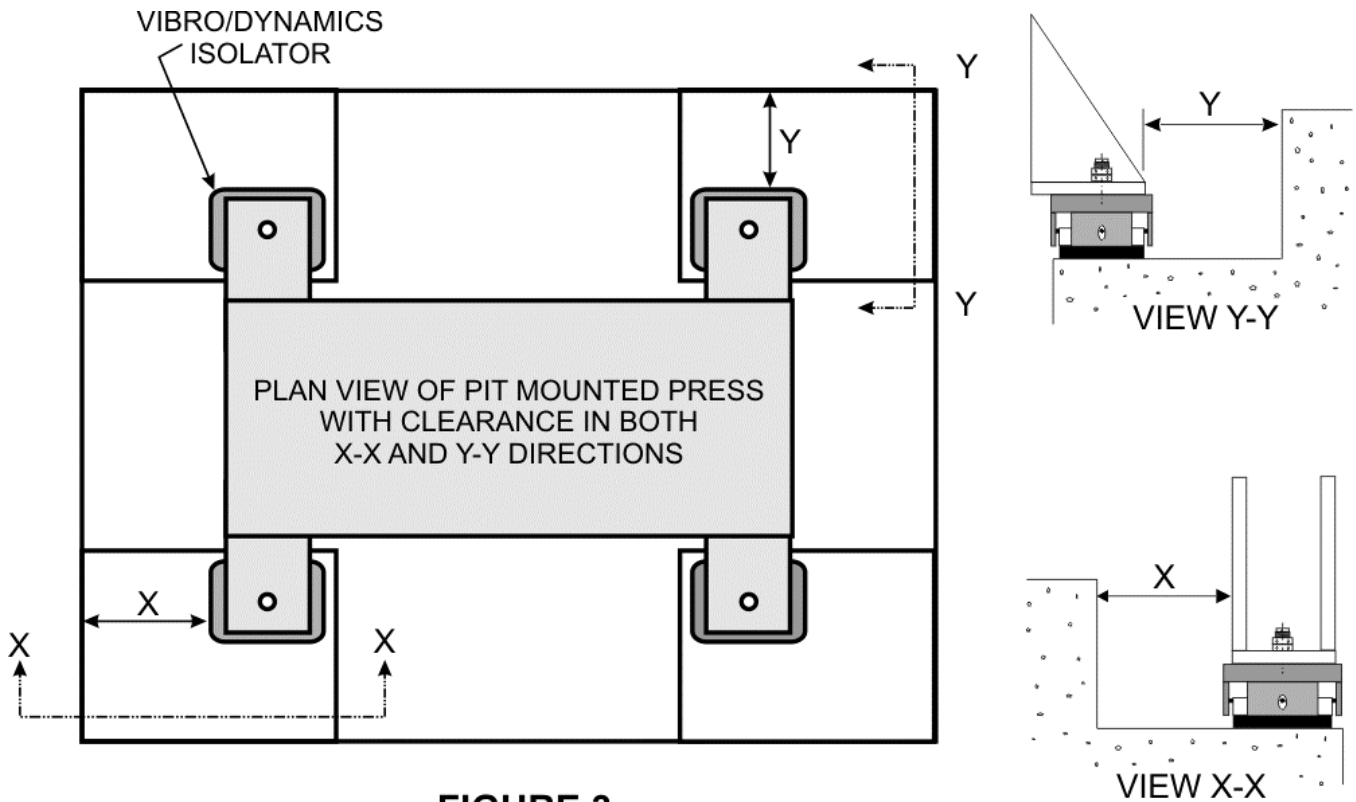 VIBRO/DYNAMICS
ISOLATOR
Y
Y
Y
PLAN VIEW OF PIT MOUNTED PRESS
WITH CLEARANCE IN BOTH
X-X AND Y-Y DIRECTIONS
X
X
X
Y
VIEW Y-Y
X
VIEW X-X